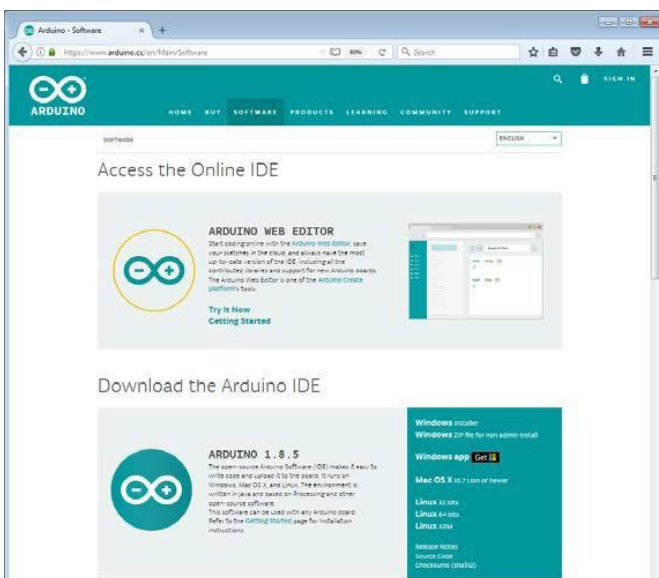 Arduino - Software
https://www.arduino.cc/en/Main/Software
80%
Search
SIGN IN
ARDUINO
HOME BUY SOFTWARE PRODUCTS LEARNING COMMUNITY SUPPORT
SOFTWARE
ENGLISH
Access the Online IDE
ARDUINO WEB EDITOR
Start coding online with the Arduino Web Editor, save
your sketches in the cloud, and always have the most
up-to-date version of the IDE, including all the
contributed libraries and support for new Arduino boards.
The Arduino Web Editor is one of the Arduino Create
platform's tools.
Try It Now
Getting Started
Download the Arduino IDE
Windows installer
Windows ZIP file for non admin install
Windows app Get
Mac OS X 10.7 Lion or newer
Linux 32 bits
Linux 64 bits
Linux ARM
Release Notes
Source Code
Checksums (sha512)
ARDUINO 1.8.5
The open-source Arduino Software (IDE) makes it easy to
write code and upload it to the board. It runs on
Windows, Mac OS X, and Linux. The environment is
written in Java and based on Processing and other
open-source software.
This software can be used with any Arduino board.
Refer to the Getting Started page for installation
instructions.